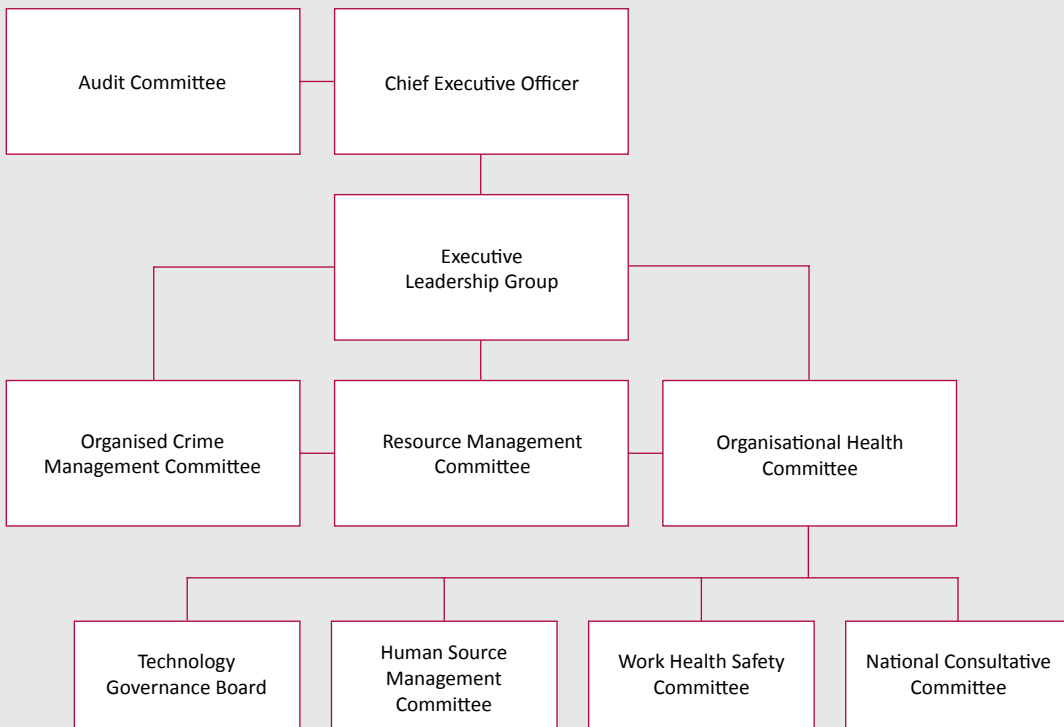 Audit Committee
Chief Executive Officer
Executive
Leadership Group
Organised Crime
Management Committee
Resource Management
Committee
Organisational Health
Committee
Technology
Governance Board
Human Source
Management
Committee
Work Health Safety
Committee
National Consultative
Committee